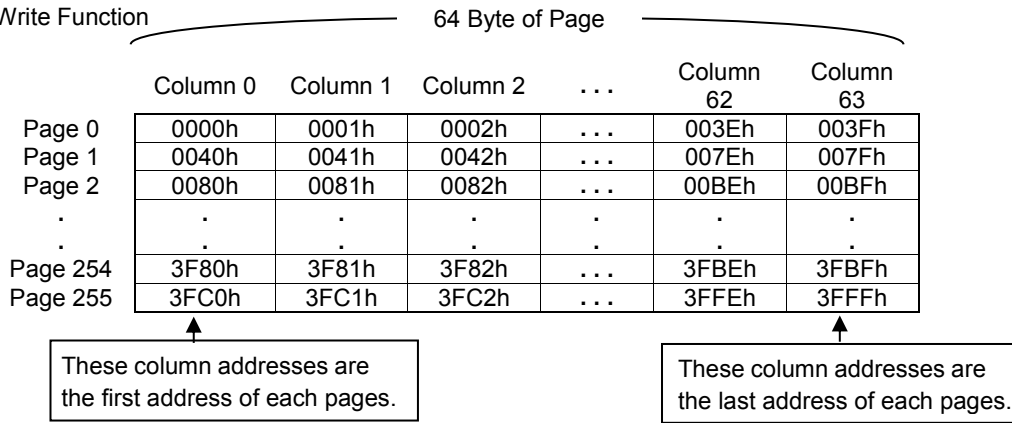 Write Function
64 Byte of Page
Column 0 Column 1 Column 2 . . . Column 62 Column 63
Page 0 0000h 0001h 0002h . . . 003Eh 003Fh
Page 1 0040h 0041h 0042h . . . 007Eh 007Fh
Page 2 0080h 0081h 0082h . . . 00BEh 00BFh
. . . . . . .
. . . . . . .
Page 254 3F80h 3F81h 3F82h . . . 3FBEh 3FBFh
Page 255 3FC0h 3FC1h 3FC2h . . . 3FFEh 3FFFh
These column addresses are
the first address of each pages.
These column addresses are
the last address of each pages.